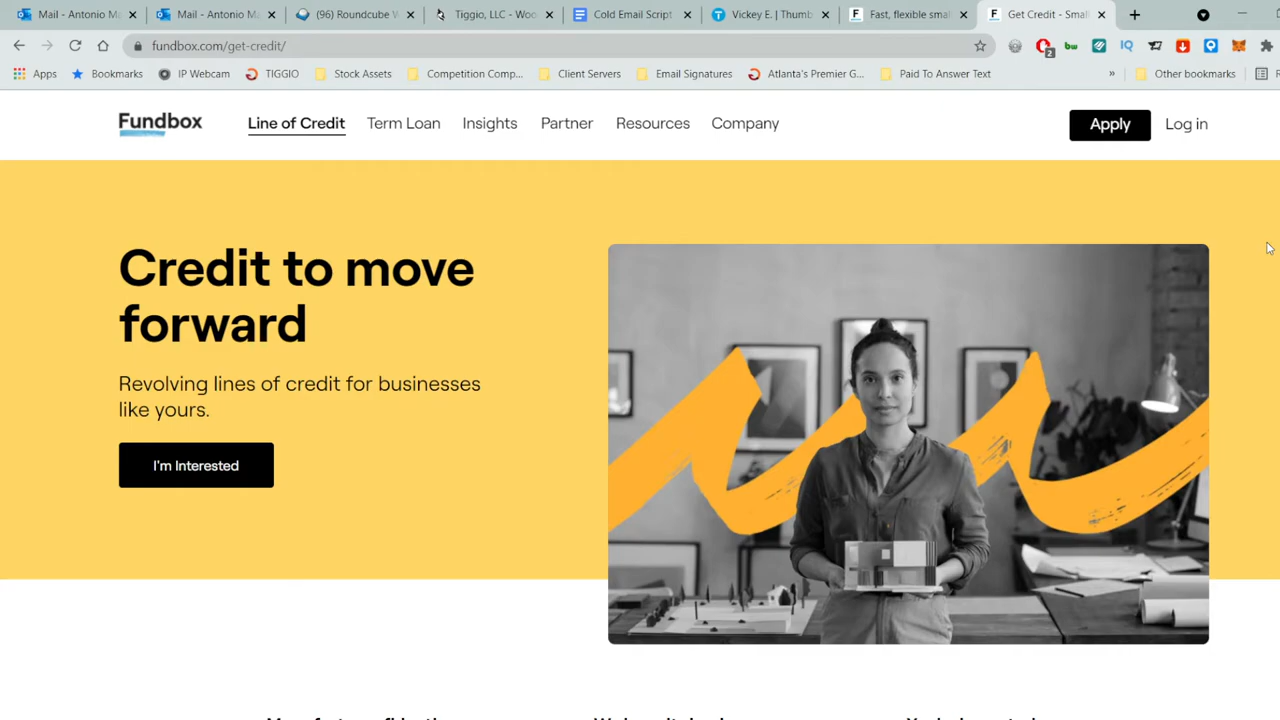 Mail - Antonio M
Mail - Antonio M
(96) Roundcube W
Tiggio, LLC - Woo
Cold Email Script
Vickey E. | Thumb
Fast, flexible smal
Get Credit - Small
fundbox.com/get-credit/
2
Apps
Bookmarks
IP Webcam
TIGGIO
Stock Assets
Competition Comp...
Client Servers
Email Signatures
Atlanta's Premier G...
Paid To Answer Text
»
Other bookmarks
Fundbox
Line of Credit
Term Loan
Insights
Partner
Resources
Company
Apply
Log in
Credit to move
forward
Revolving lines of credit for businesses
like yours.
I'm Interested